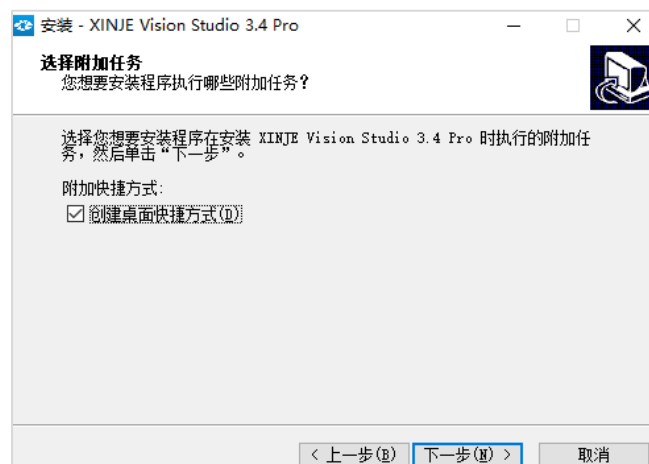 安装 - XINJE Vision Studio 3.4 Pro
选择附加任务
您想要安装程序执行哪些附加任务？
选择您想要安装程序在安装 XINJE Vision Studio 3.4 Pro 时执行的附加任
务，然后单击“下一步”。
附加快捷方式:
创建桌面快捷方式(D)
< 上一步(B)
下一步(N) >
取消